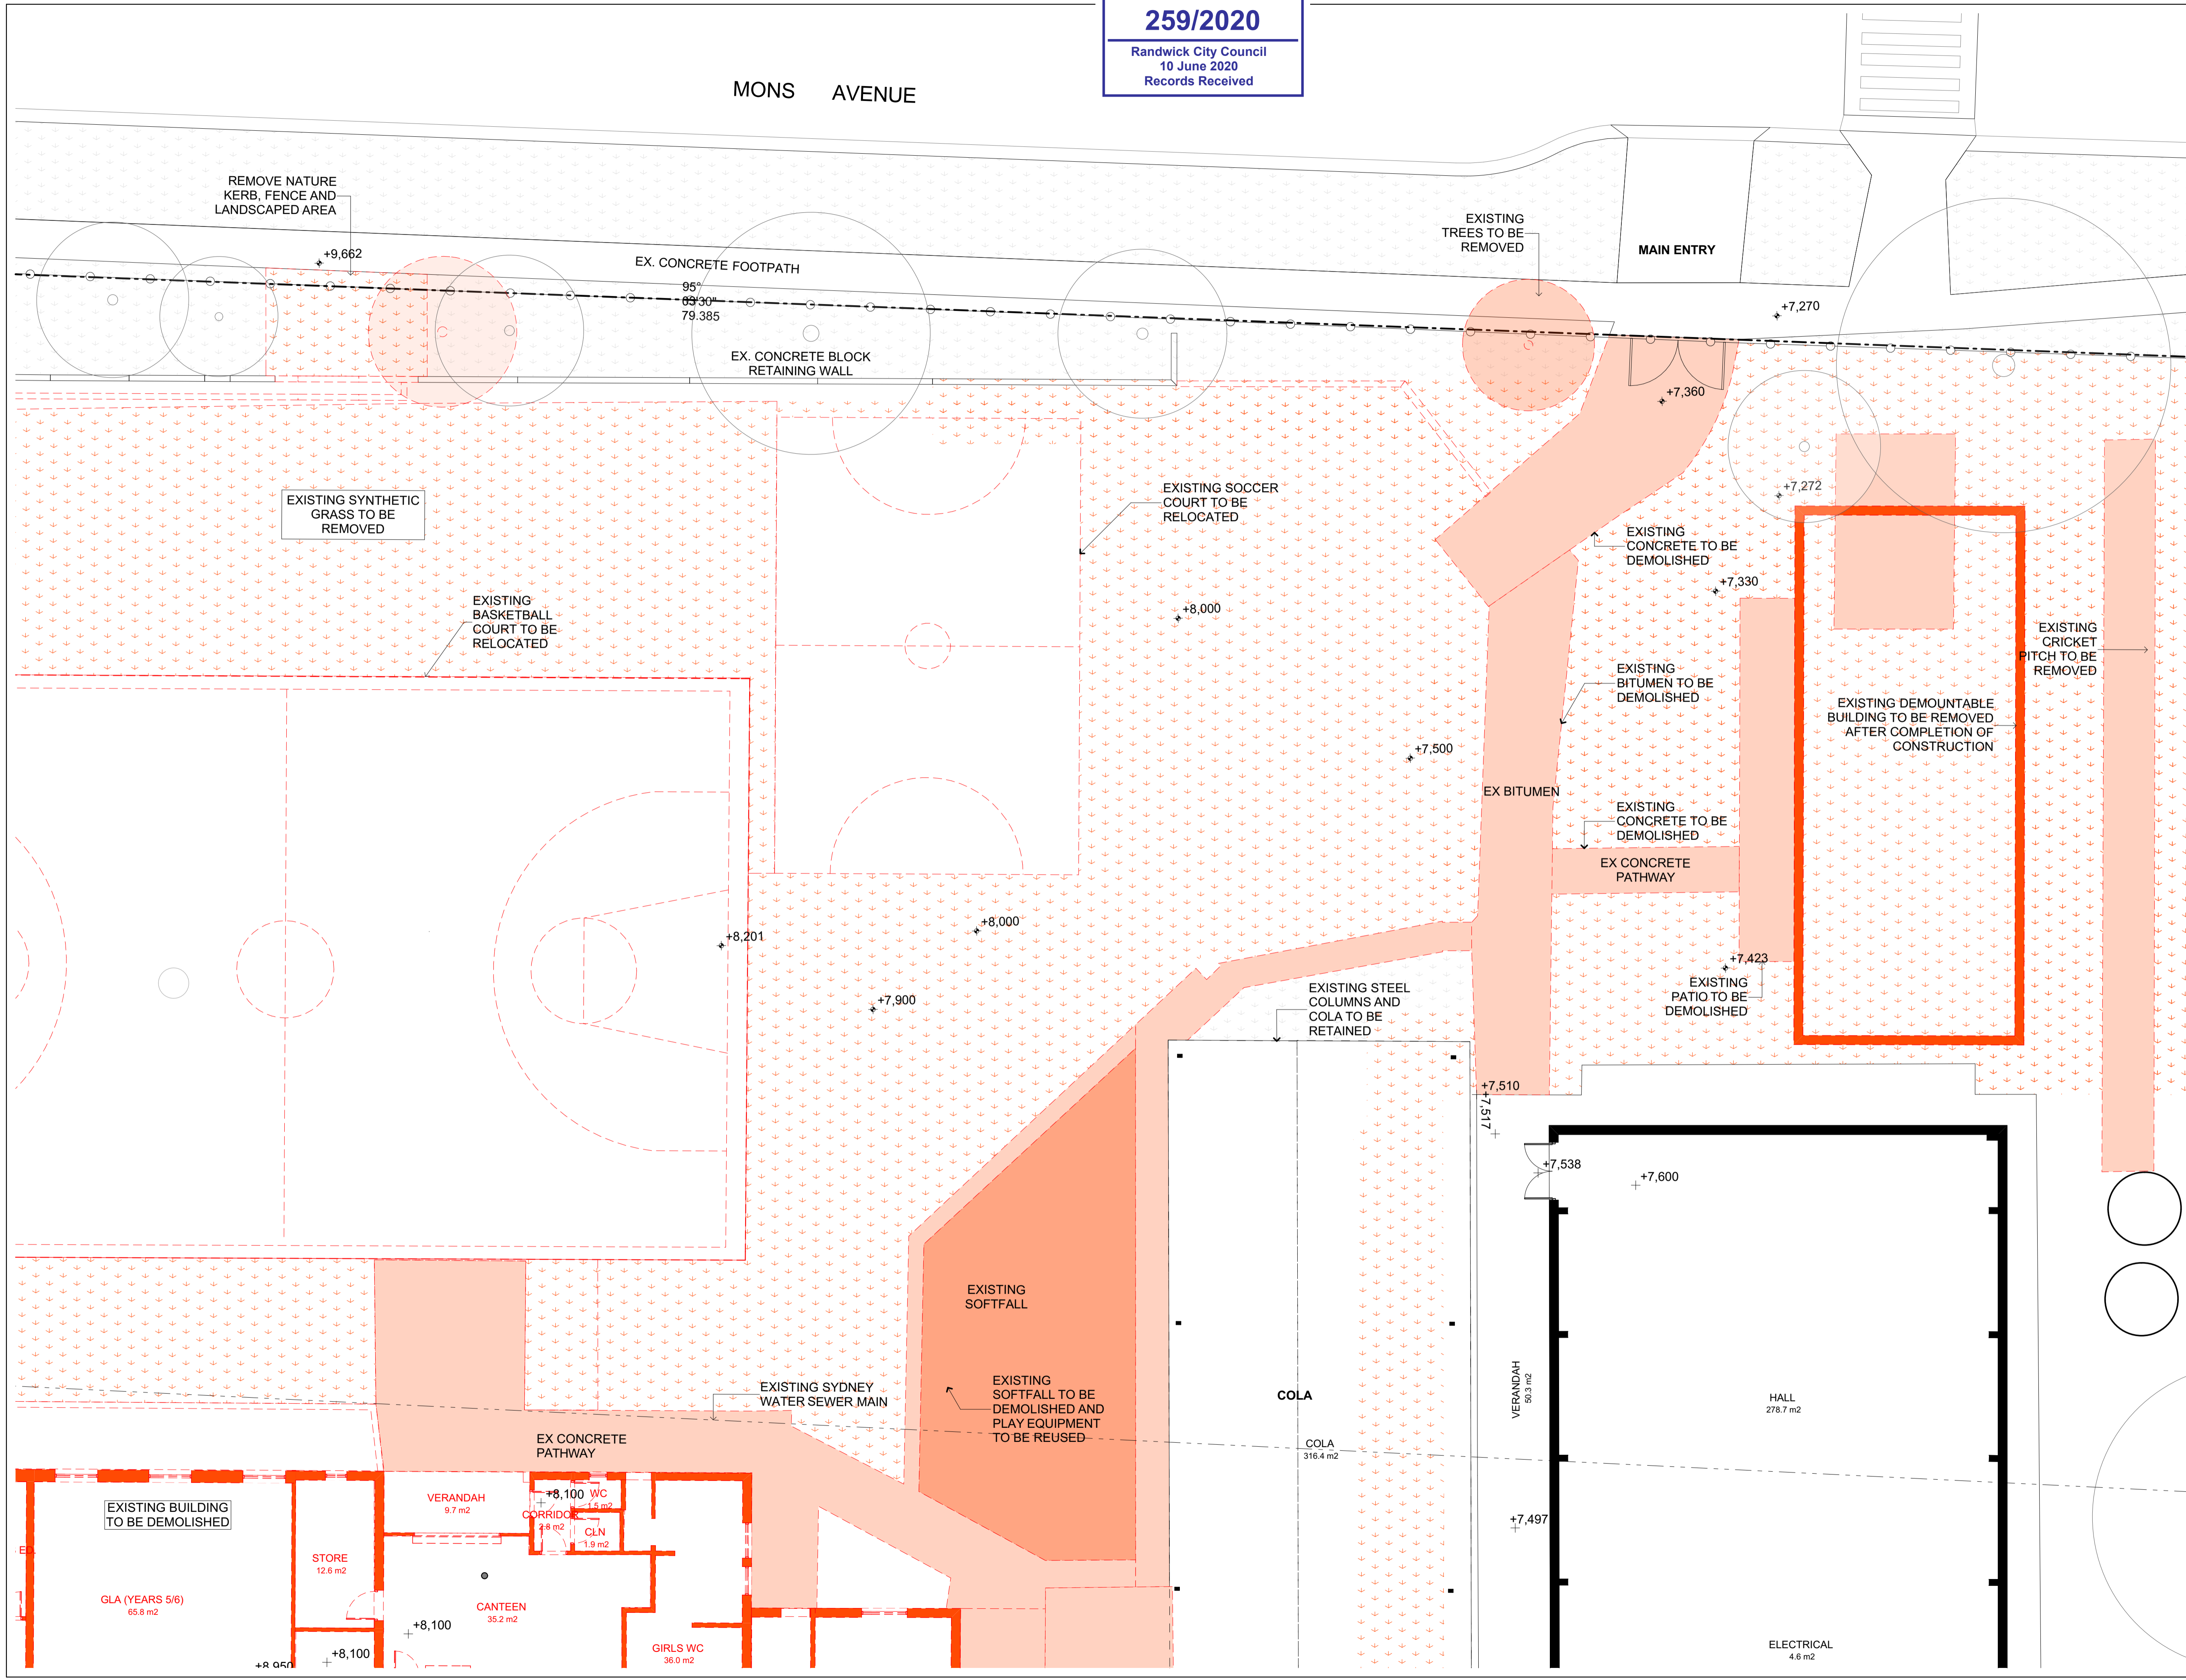 259/2020
Randwick City Council
10 June 2020
Records Received
MONS AVENUE
REMOVE NATURE
KERB, FENCE AND
LANDSCAPED AREA
+9,662
EX. CONCRETE FOOTPATH
95°
03'30"
79.385
EX. CONCRETE BLOCK
RETAINING WALL
EXISTING
TREES TO BE
REMOVED
MAIN ENTRY
+7,270
+7,360
+7,272
EXISTING SYNTHETIC
GRASS TO BE
REMOVED
EXISTING SOCCER
COURT TO BE
RELOCATED
EXISTING
CONCRETE TO BE
DEMOLISHED
+7,330
EXISTING
BASKETBALL
COURT TO BE
RELOCATED
+8,000
EXISTING
CRICKET
PITCH TO BE
REMOVED
EXISTING
BITUMEN TO BE
DEMOLISHED
EXISTING DEMOUNTABLE
BUILDING TO BE REMOVED
AFTER COMPLETION OF
CONSTRUCTION
+7,500
EX BITUMEN
EXISTING
CONCRETE TO BE
DEMOLISHED
EX CONCRETE
PATHWAY
+8,201
+8,000
+7,900
+7,423
EXISTING
PATIO TO BE
DEMOLISHED
EXISTING STEEL
COLUMNS AND
COLA TO BE
RETAINED
+7,510
+7,517
+7,538
+7,600
EXISTING
SOFTFALL
EXISTING
SOFTFALL TO BE
DEMOLISHED AND
PLAY EQUIPMENT
TO BE REUSED
EXISTING SYDNEY
WATER SEWER MAIN
COLA
COLA
316.4 m2
VERANDAH
50.3 m2
HALL
278.7 m2
EX CONCRETE
PATHWAY
+7,497
EXISTING BUILDING
TO BE DEMOLISHED
VERANDAH
9.7 m2
+8,100
WC
1.5 m2
CORRIDOR
2.8 m2
CLN
1.9 m2
STORE
12.6 m2
GLA (YEARS 5/6)
65.8 m2
CANTEEN
35.2 m2
+8,100
GIRLS WC
36.0 m2
+8,100
+8,950
ELECTRICAL
4.6 m2